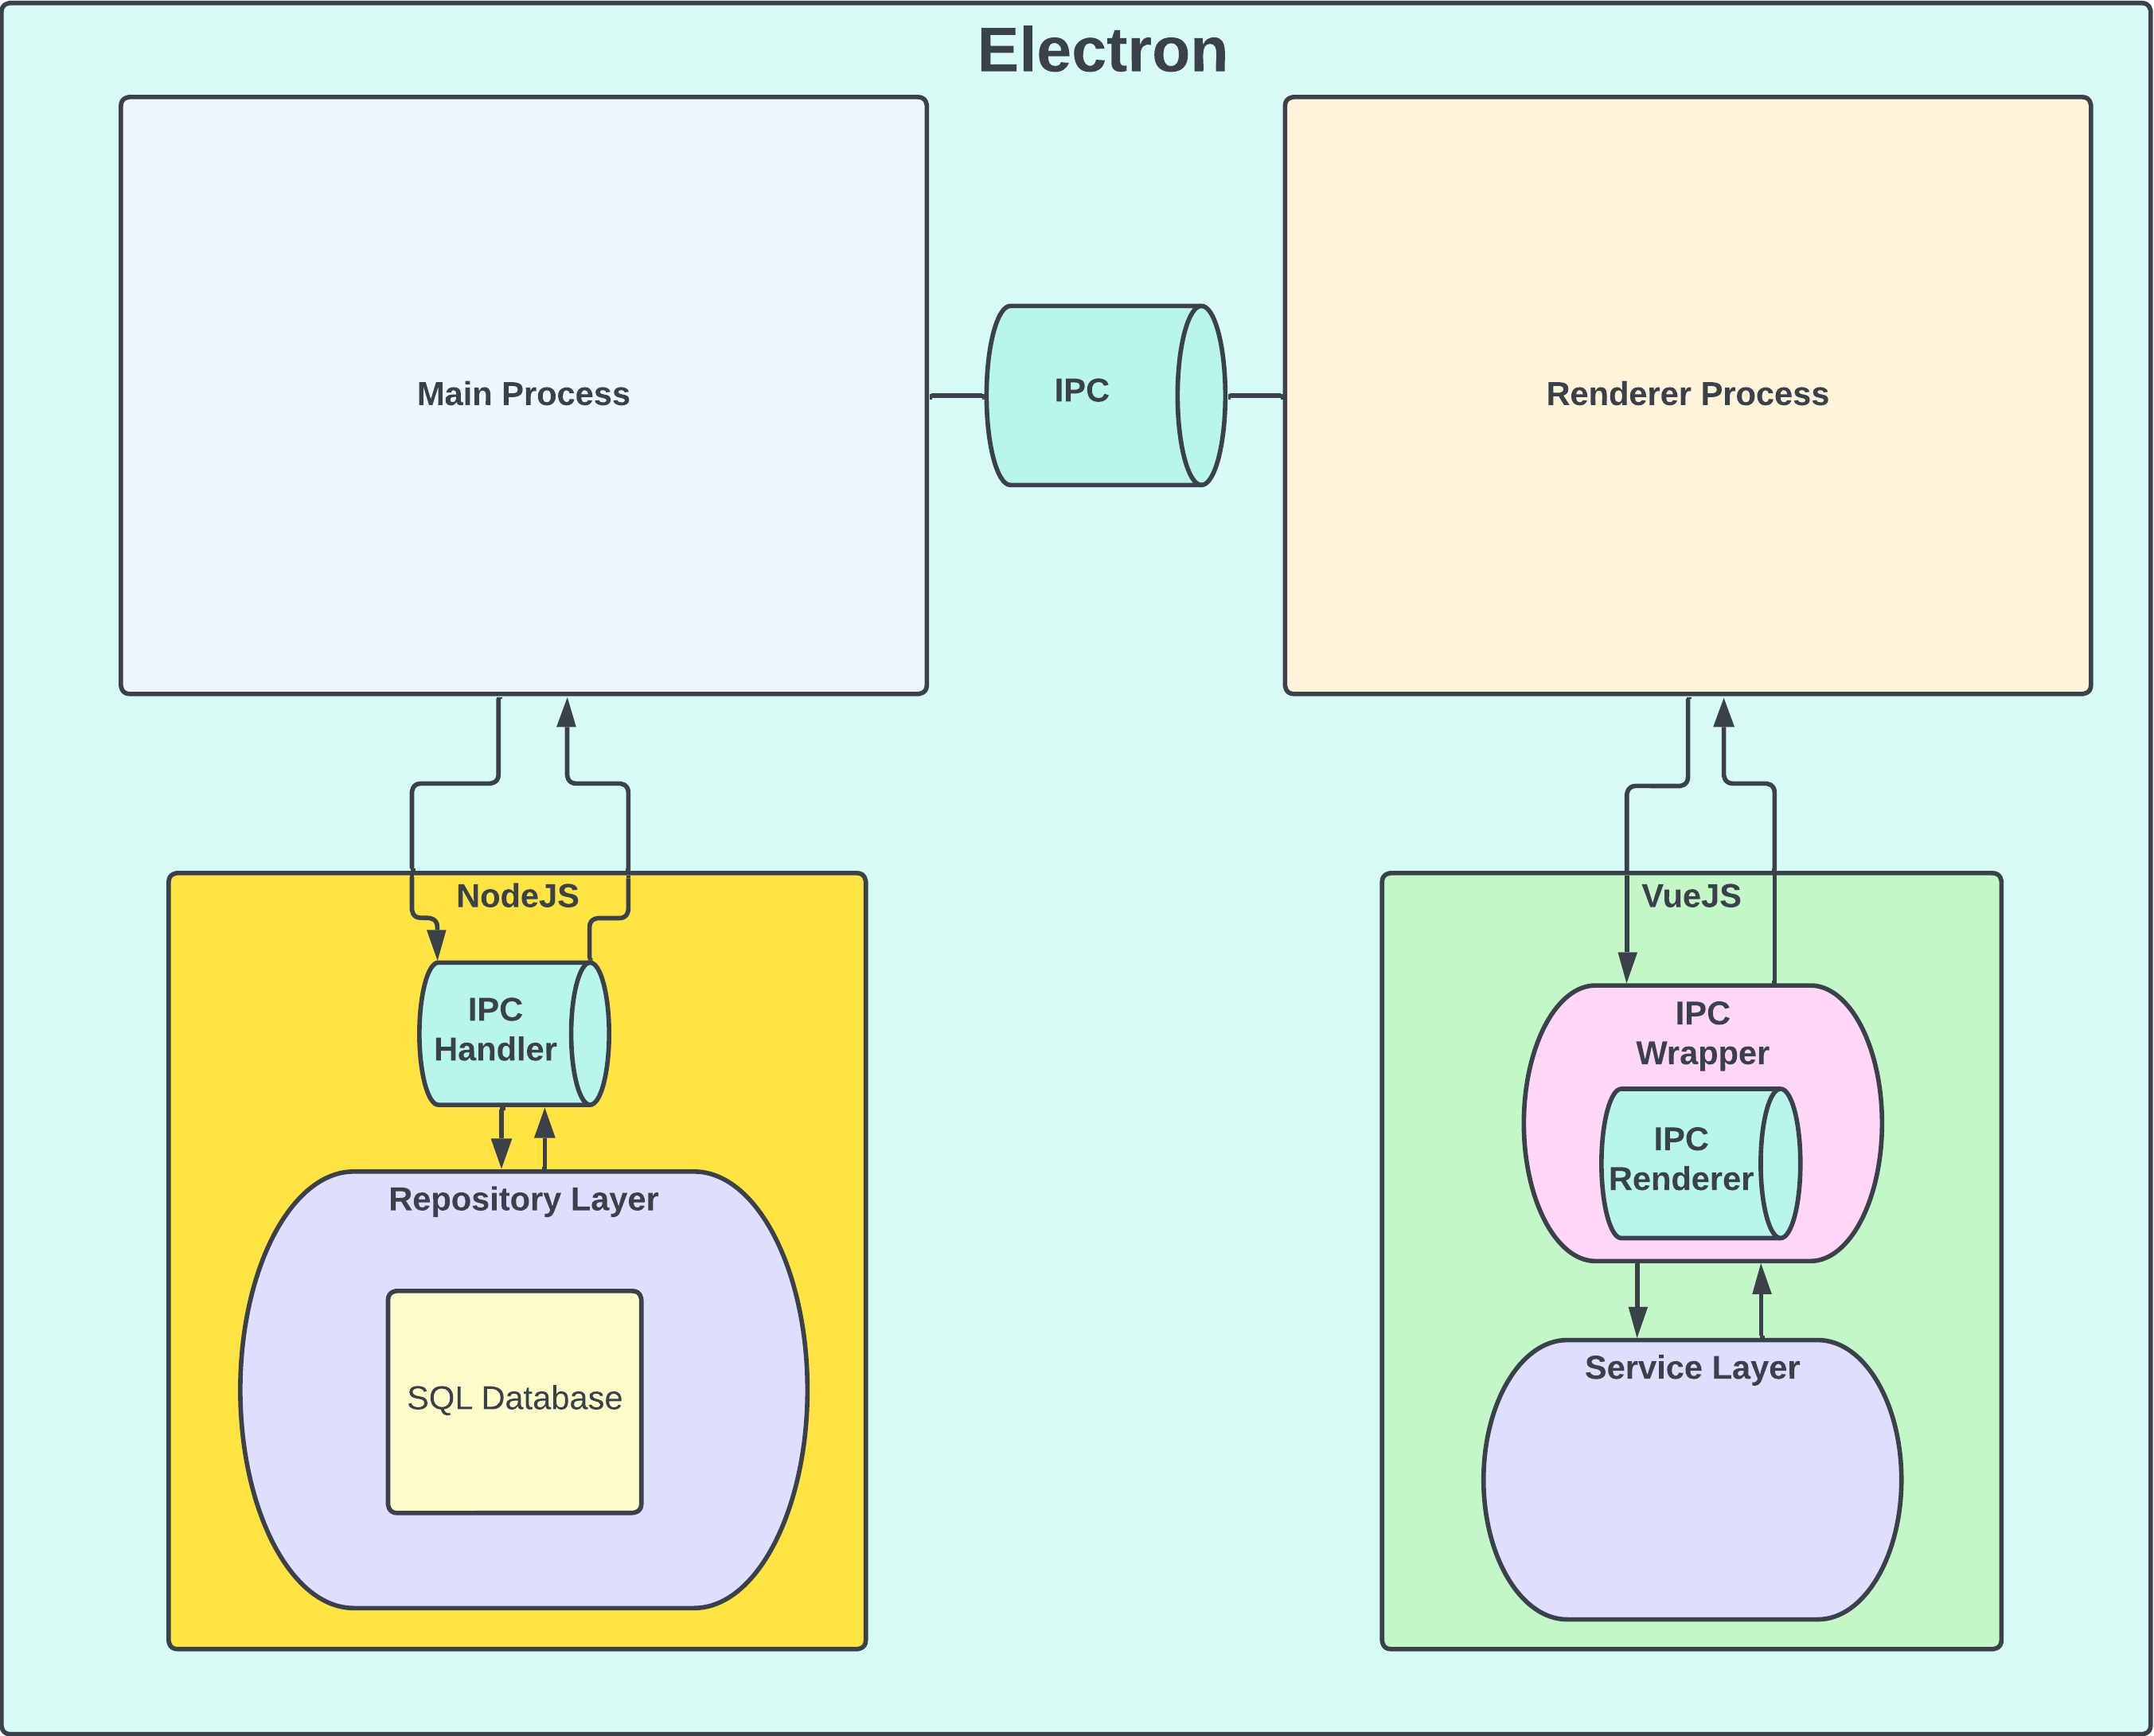 Electron
Main Process
IPC
Renderer Process
NodeJS
IPC
Handler
Repository Layer
SQL Database
VueJS
IPC
Wrapper
IPC
Renderer
Service Layer